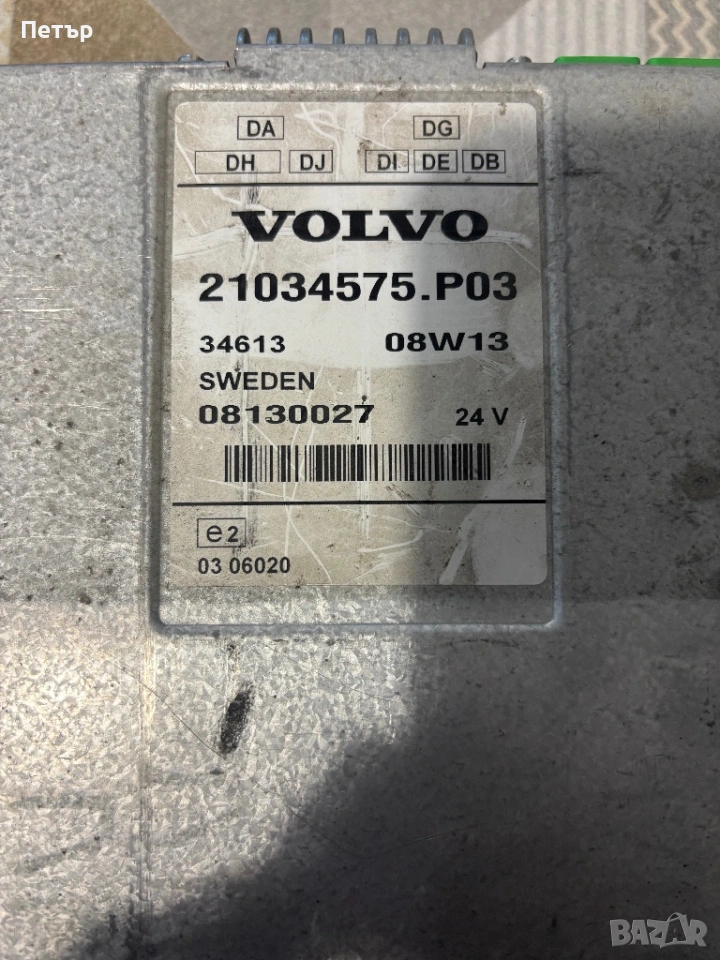 Петър
DA DG
DH DJ DI DE DB
VOLVO
21034575.P03
34613 08W13
SWEDEN
08130027 24 V
e2
03 06020
BAZAR